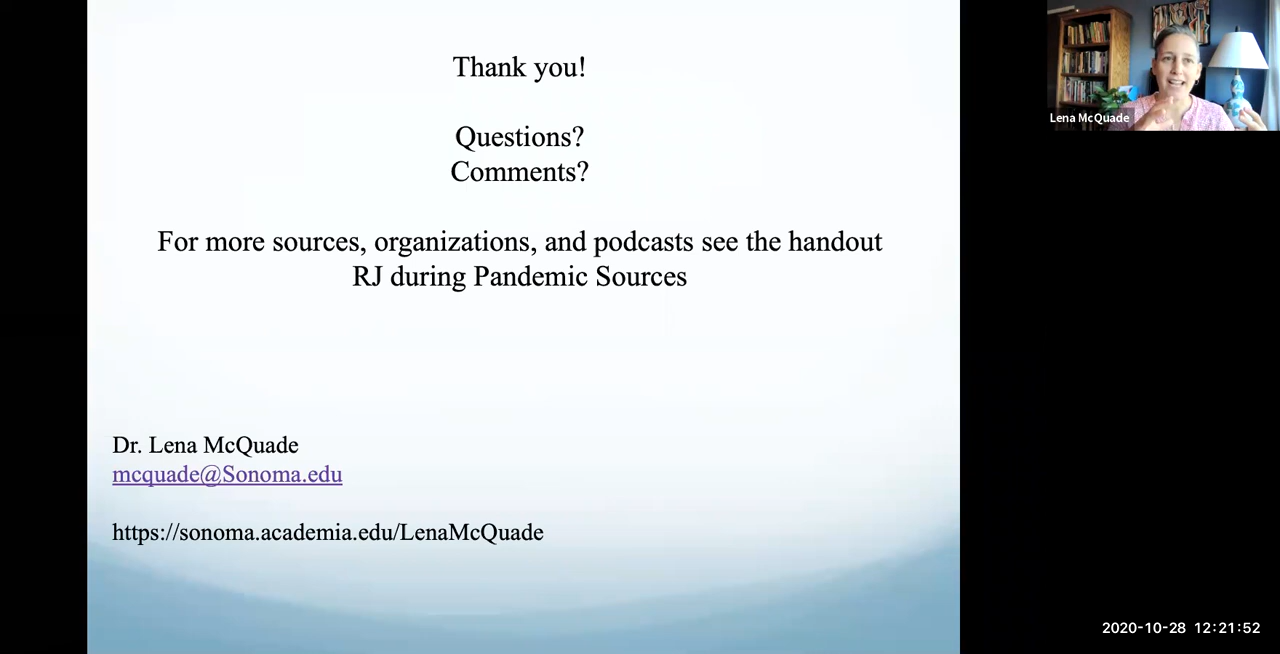 Thank you!
Questions?
Comments?
For more sources, organizations, and podcasts see the handout
RJ during Pandemic Sources
Dr. Lena McQuade
mcquade@Sonoma.edu
https://sonoma.academia.edu/LenaMcQuade
Lena McQuade
2020-10-28 12:21:52